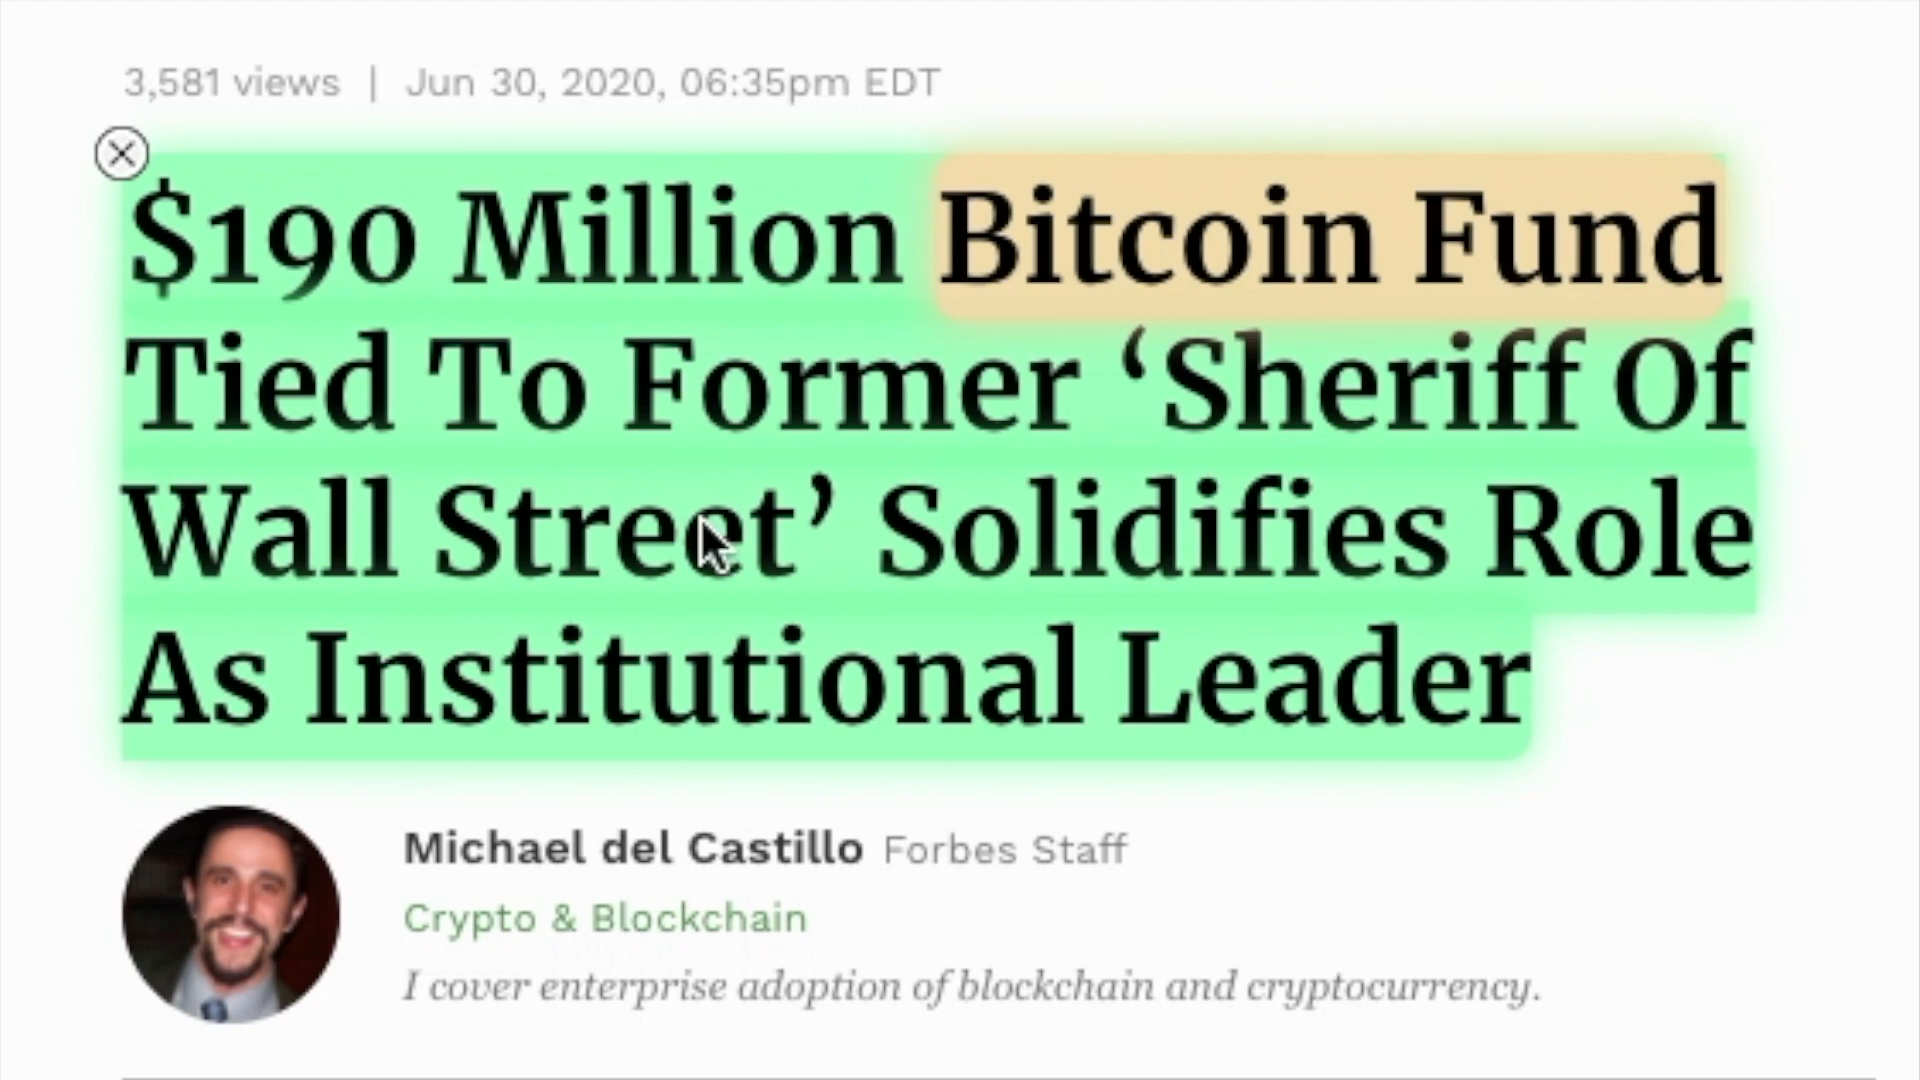 3,581 views | Jun 30, 2020, 06:35pm EDT
$190 Million Bitcoin Fund
Tied To Former ‘Sheriff Of
Wall Street’ Solidifies Role
As Institutional Leader
Michael del Castillo Forbes Staff
Crypto & Blockchain
I cover enterprise adoption of blockchain and cryptocurrency.